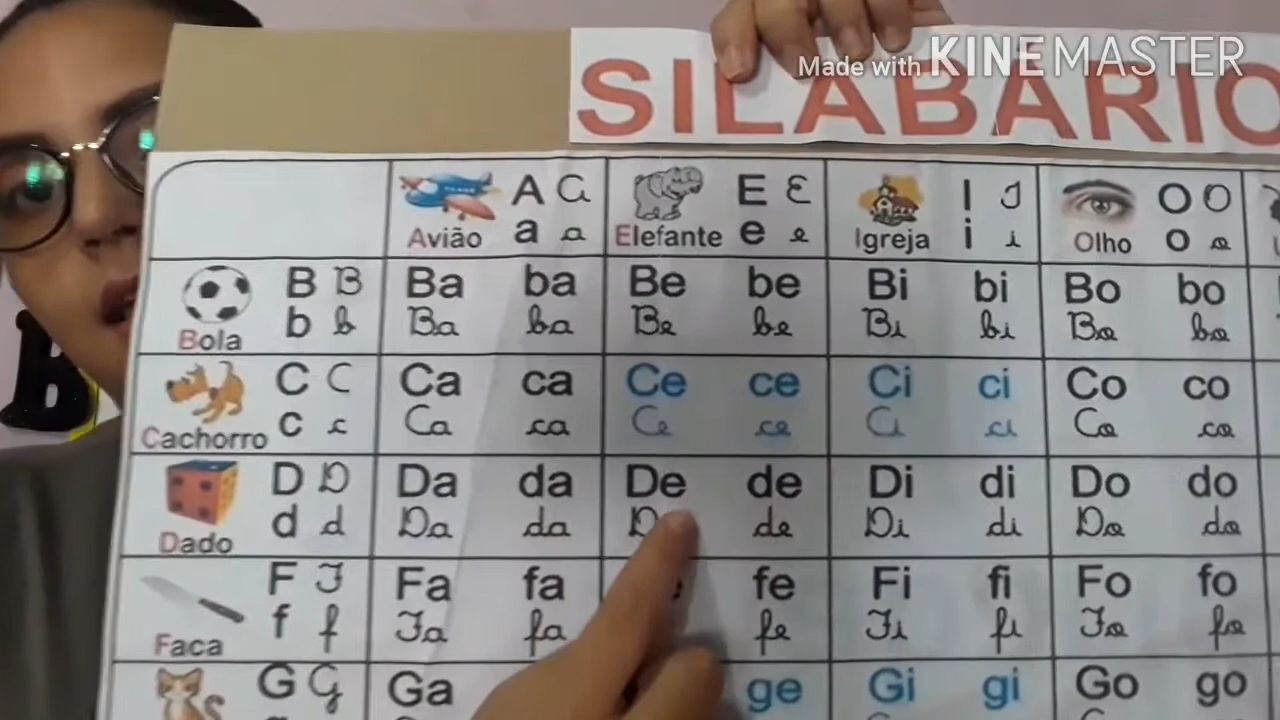 Made with KINEMASTER
SILABÁRIO
A a E e I i O o
Avião a a Elefante e e Igreja i i Olho o o
B B Ba ba Be be Bi bi Bo bo
b b Ba ba Be be Bi bi Bo bo
Bola
C C Ca ca Ce ce Ci ci Co co
c c Ca ca Ce ce Ci ci Co co
Cachorro
D D Da da De de Di di Do do
d d Da da de Di di Do do
Dado
F F Fa fa fe Fi fi Fo fo
f f Fa fa fe Fi fi Fo fo
Faca
G G Ga ge Gi gi Go go